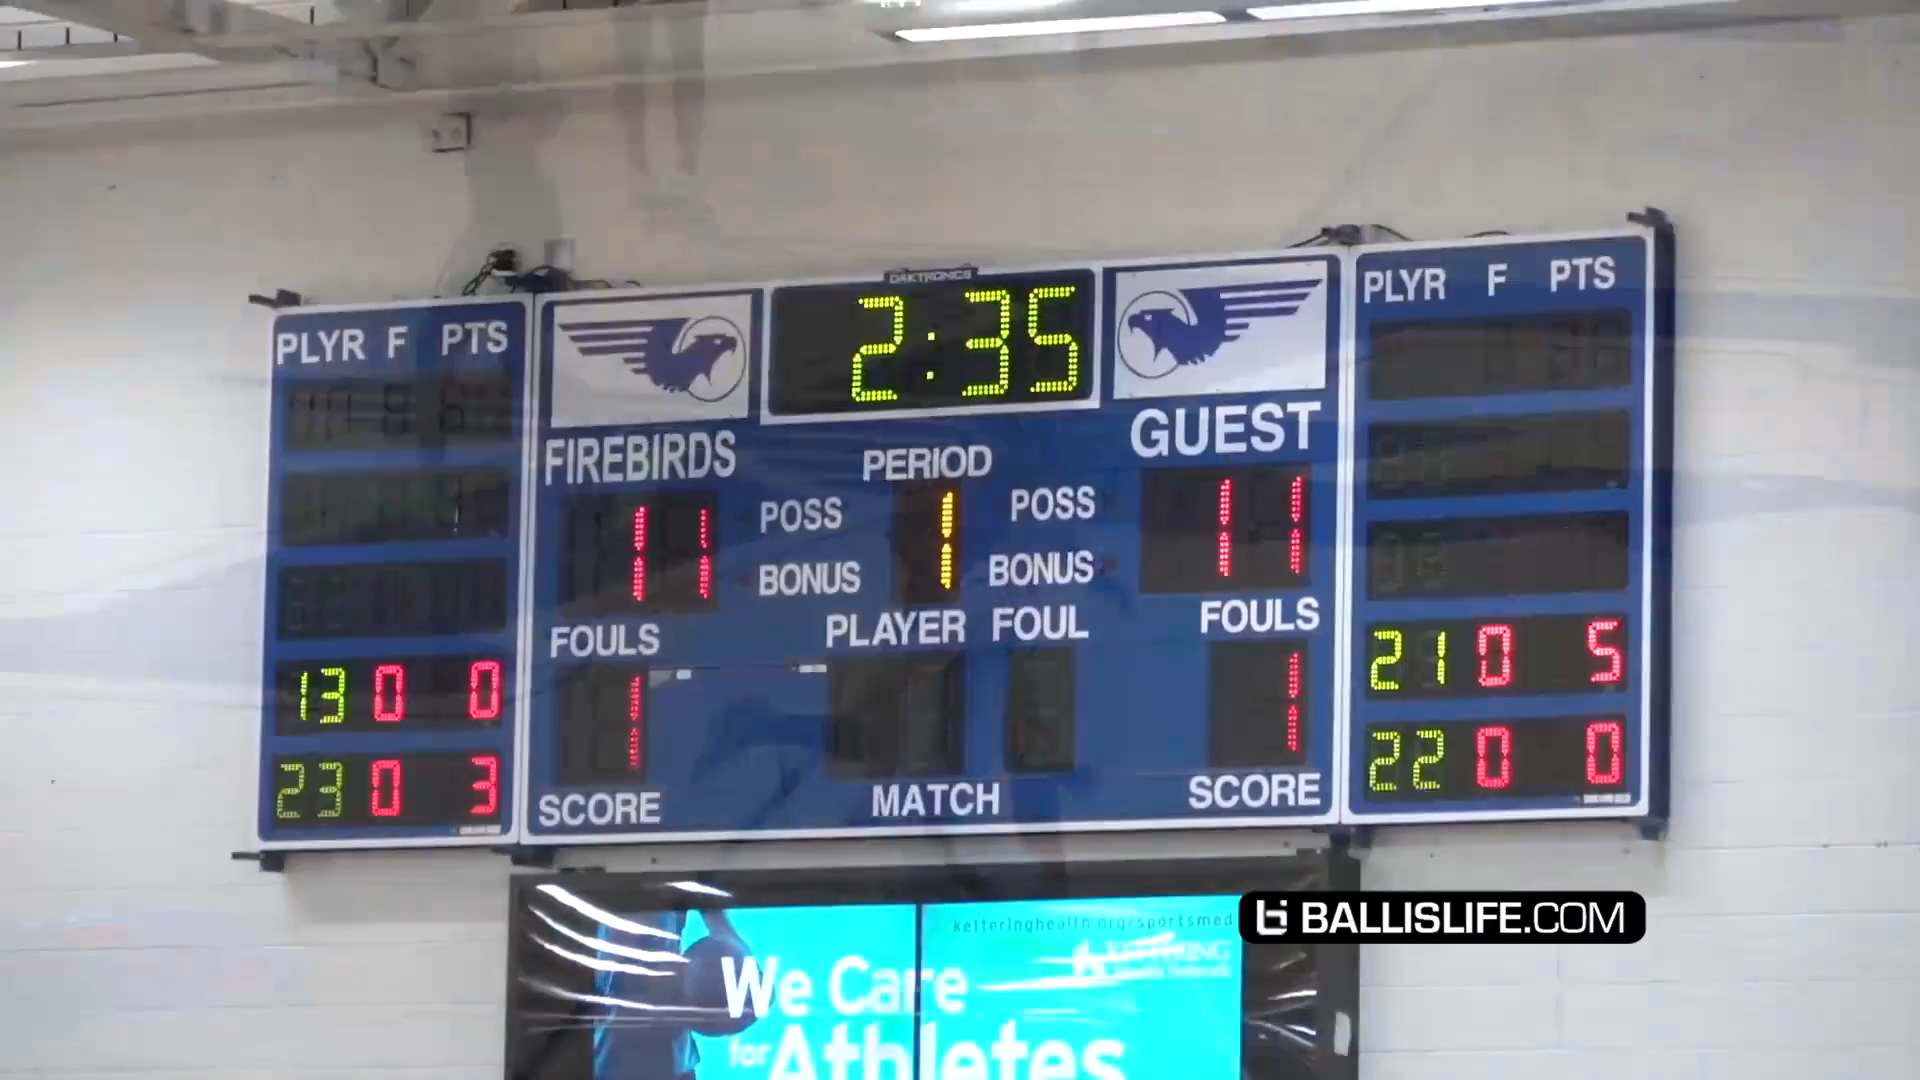 DAKTRONICS
PLYR F PTS
2:35
PLYR F PTS
FIREBIRDS
PERIOD
GUEST
11
POSS
1
POSS
11
BONUS
BONUS
FOULS
PLAYER FOUL
FOULS
13 0 0
1
1
21 0 5
23 0 3
22 0 0
SCORE
MATCH
SCORE
ketteringhealth.org/sportsmed
We Care
for Athletes
BALLISLIFE.COM